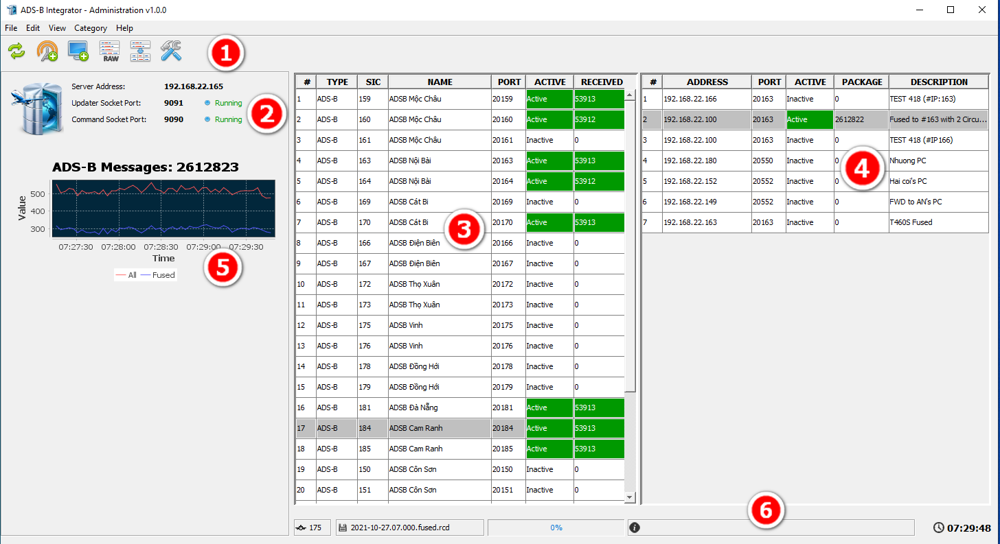 ADS-B Integrator - Administration v1.0.0
File Edit View Category Help
RAW
1
Server Address: 192.168.22.165
Updater Socket Port: 9091 Running
Command Socket Port: 9090 Running
2
ADS-B Messages: 2612823
Value
500
400
300
07:27:30 07:28:00 07:28:30 07:29:00 07:29:30
Time
All Fused
5
# TYPE SIC NAME PORT ACTIVE RECEIVED
1 ADS-B 159 ADSB Mộc Châu 20159 Active 53913
2 ADS-B 160 ADSB Mộc Châu 20160 Active 53912
3 ADS-B 161 ADSB Mộc Châu 20161 Inactive 0
4 ADS-B 163 ADSB Nội Bài 20163 Active 53913
5 ADS-B 164 ADSB Nội Bài 20164 Active 53912
6 ADS-B 169 ADSB Cát Bi 20169 Inactive 0
7 ADS-B 170 ADSB Cát Bi 20170 Active 53913
8 ADS-B 166 ADSB Điện Biên 20166 Inactive 0
9 ADS-B 167 ADSB Điện Biên 20167 Inactive 0
10 ADS-B 172 ADSB Thọ Xuân 20172 Inactive 0
11 ADS-B 173 ADSB Thọ Xuân 20173 Inactive 0
12 ADS-B 175 ADSB Vinh 20175 Inactive 0
13 ADS-B 176 ADSB Vinh 20176 Inactive 0
14 ADS-B 178 ADSB Đồng Hới 20178 Inactive 0
15 ADS-B 179 ADSB Đồng Hới 20179 Inactive 0
16 ADS-B 181 ADSB Đà Nẵng 20181 Active 53913
17 ADS-B 184 ADSB Cam Ranh 20184 Active 53913
18 ADS-B 185 ADSB Cam Ranh 20185 Active 53913
19 ADS-B 150 ADSB Côn Sơn 20150 Inactive 0
20 ADS-B 151 ADSB Côn Sơn 20151 Inactive 0
3
# ADDRESS PORT ACTIVE PACKAGE DESCRIPTION
1 192.168.22.166 20163 Inactive 0 TEST 418 (#IP:163)
2 192.168.22.100 20163 Active 2612822 Fused to #163 with 2 Circu...
3 192.168.22.100 20163 Inactive 0 TEST 418 (#IP166)
4 192.168.22.180 20550 Inactive 0 Nhuong PC
5 192.168.22.152 20552 Inactive 0 Hai coi's PC
6 192.168.22.149 20552 Inactive 0 FWD to AN's PC
7 192.168.22.163 20163 Inactive 0 T460S Fused
4
175 2021-10-27.07.000.fused.rcd 0% 07:29:48
6